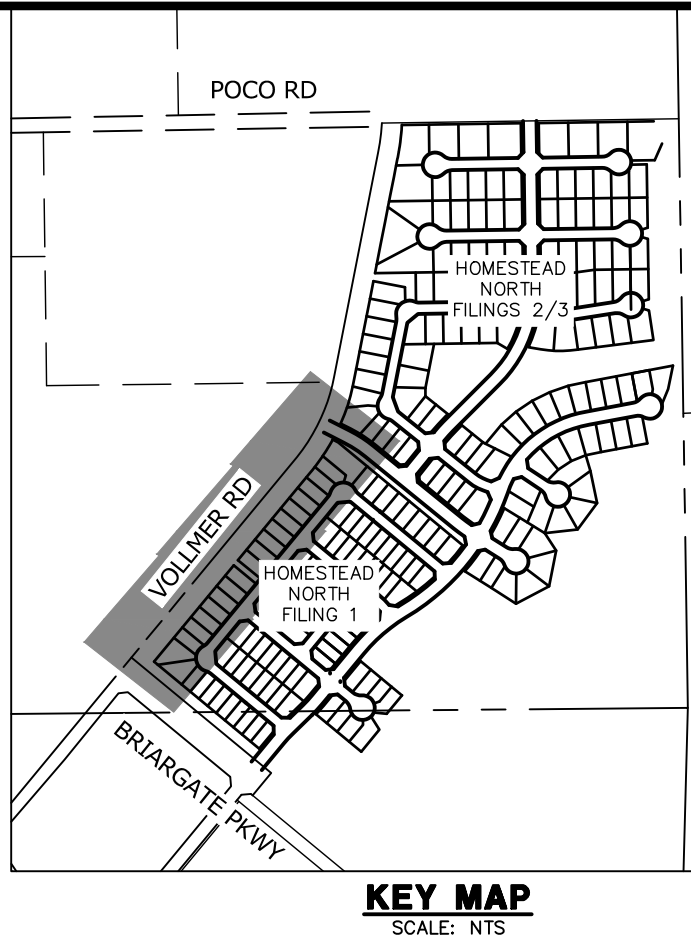 POCO RD
HOMESTEAD
NORTH
FILINGS 2/3
VOLLMER RD
HOMESTEAD
NORTH
FILING 1
BRIARGATE PKWY
KEY MAP
SCALE: NTS